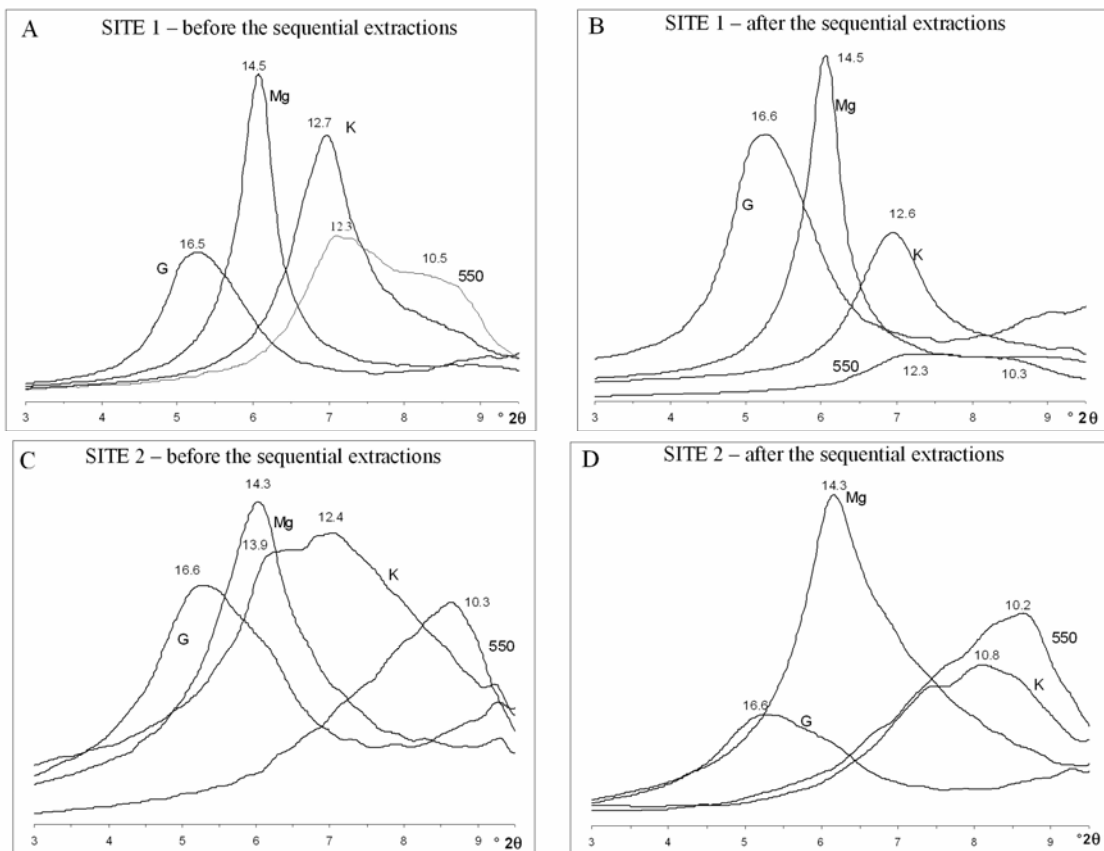 A SITE 1 – before the sequential extractions
14.5
Mg
12.7
K
12.3
16.5
G
10.5
550
3 4 5 6 7 8 9 ° 2θ
B SITE 1 – after the sequential extractions
14.5
Mg
16.6
G
12.6
K
550
12.3
10.3
3 4 5 6 7 8 9 ° 2θ
C SITE 2 – before the sequential extractions
14.3
Mg
12.4
13.9
16.6
K
10.3
G
550
3 4 5 6 7 8 9 ° 2θ
D SITE 2 – after the sequential extractions
14.3
Mg
10.2
550
10.8
K
16.6
G
3 4 5 6 7 8 9 °2θ